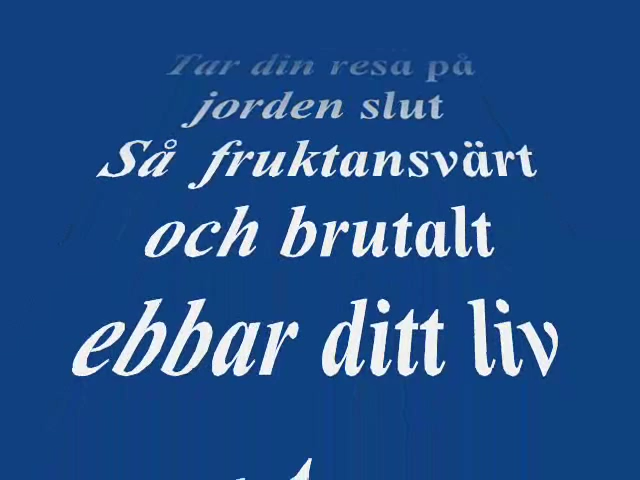 Tar din resa på
jorden slut
Så fruktansvärt
och brutalt
ebbar ditt liv